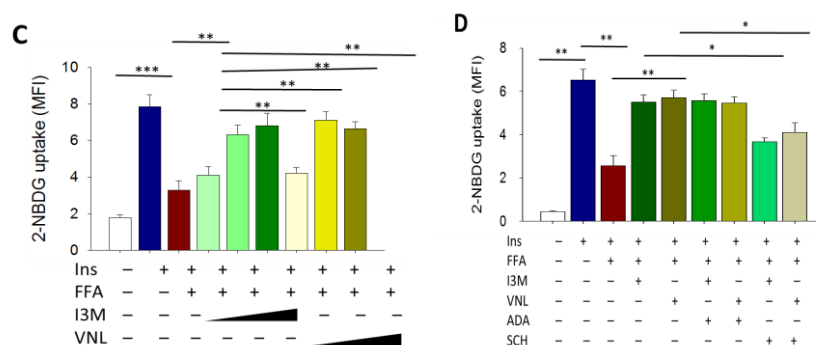 C
**
**
***
**
**
**
2-NBDG uptake (MFI)
10
8
6
4
2
0
Ins − + + + + + + + +
FFA − − + + + + + + +
I3M − − − − − −
VNL − − − − − −
D
*
**
**
*
**
2-NBDG uptake (MFI)
8
6
4
2
0
Ins − + + + + + + + +
FFA − − + + + + + + +
I3M + + +
VNL + + +
ADA + +
SCH + +